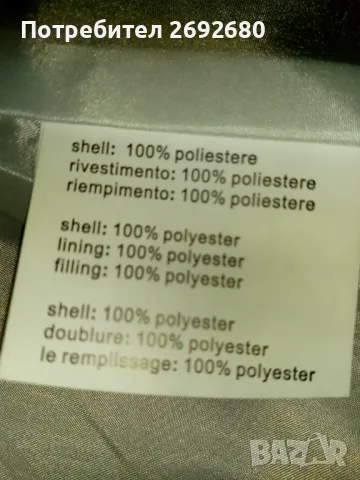 Потребител 2692680
shell: 100% poliestere
rivestimento: 100% poliestere
riempimento: 100% poliestere
shell: 100% polyester
lining: 100% polyester
filling: 100% polyester
shell: 100% polyester
doublure: 100% polyester
le remplissage: 100% polyester
BAZAR